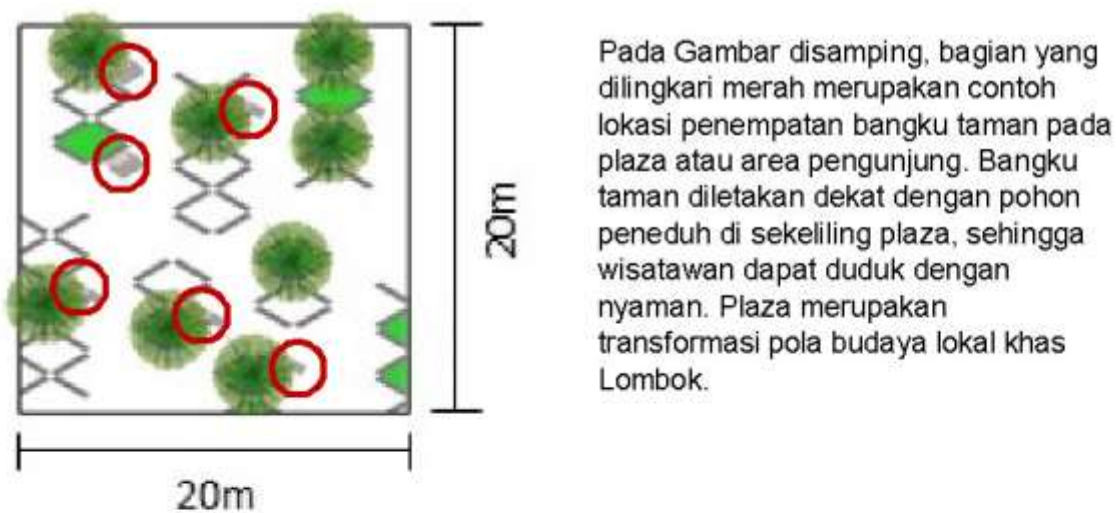 Pada Gambar disamping, bagian yang
dilingkari merah merupakan contoh
lokasi penempatan bangku taman pada
plaza atau area pengunjung. Bangku
taman diletakan dekat dengan pohon
peneduh di sekeliling plaza, sehingga
wisatawan dapat duduk dengan
nyaman. Plaza merupakan
transformasi pola budaya lokal khas
Lombok.
20m
20m